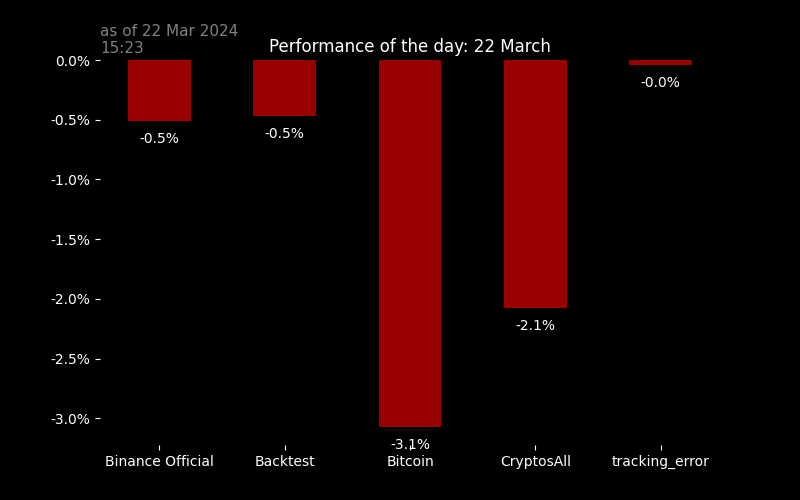 as of 22 Mar 2024
15:23
Performance of the day: 22 March
0.0%
-0.5%
-1.0%
-1.5%
-2.0%
-2.5%
-3.0%
-0.5%
-0.5%
-3.1%
-2.1%
-0.0%
Binance Official
Backtest
Bitcoin
CryptosAll
tracking_error